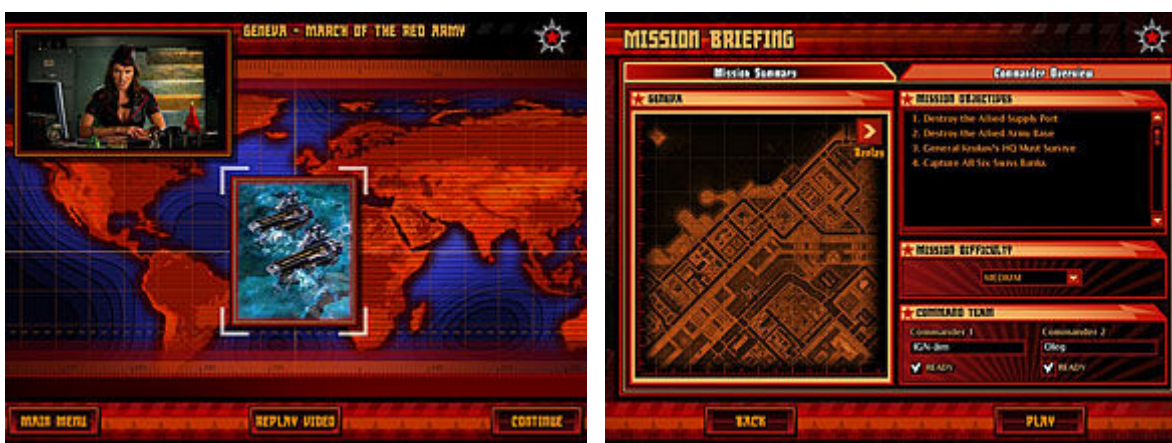 GENEVA - MARCH OF THE RED ARMY
MAIN MENU
REPLAY VIDEO
CONTINUE
MISSION BRIEFING
Mission Summary
Commander Overview
GENEVA
Replay
MISSION OBJECTIVES
1. Destroy the Allied Supply Port
2. Destroy the Allied Army Base
3. General Krukov's HQ Must Survive
4. Capture All Six Swiss Banks
MISSION DIFFICULTY
MEDIUM
COMMAND TEAM
Commander 1
Commander 2
IGN-Jim
Oleg
READY
READY
BACK
PLAY